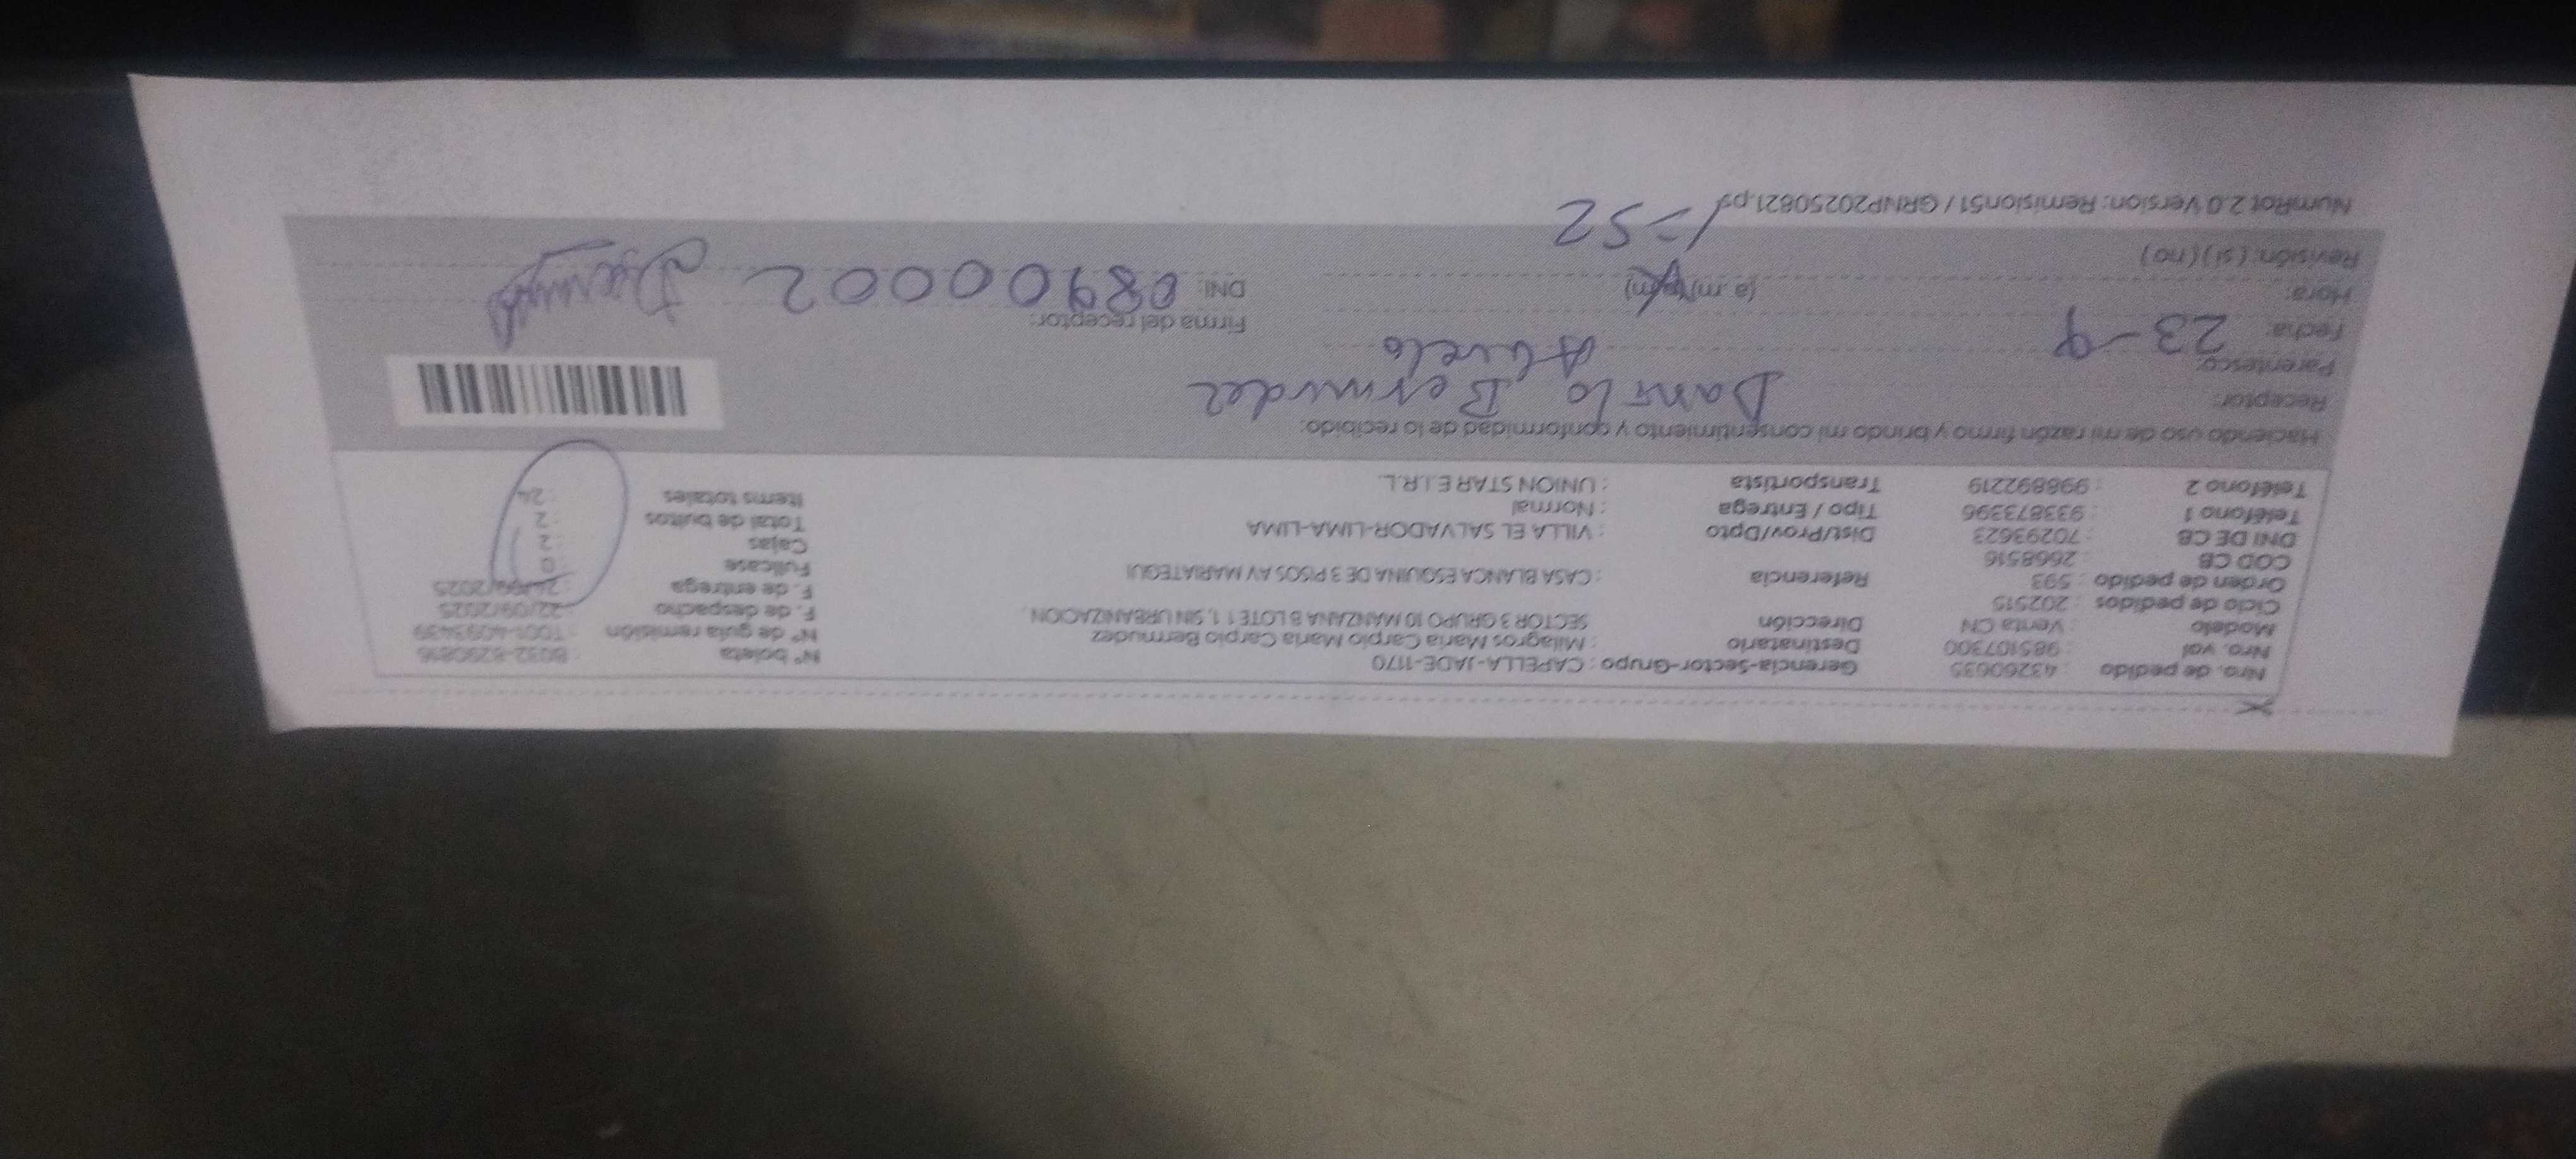 Nro. de pedido : 43260635 Gerencia-Sector-Grupo : CAPELLA-JADE-1170 N° boleta : B032-8290816
Nro. vol : 985107300 Destinatario : Milagros Maria Carpio Maria Carpio Bermudez N° de guía remisión : T001-4093439
Modelo : Venta CN Dirección SECTOR 3 GRUPO 10 MANZANA B LOTE 1 1, SIN URBANIZACION, F. de despacho : 22/09/2025
Ciclo de pedidos : 202515 F. de entrega : /09/2025
Orden de pedido : 593 Referencia : CASA BLANCA ESQUINA DE 3 PISOS AV MARIATEGUI Fullcase : 0
COD CB : 2668516 Cajas : 2
DNI DE CB : 70293623 Dist/Prov/Dpto : VILLA EL SALVADOR-LIMA-LIMA Total de bultos : 2
Teléfono 1 : 933873396 Tipo / Entrega : Normal Items totales : 24
Teléfono 2 : 998892219 Transportista : UNION STAR E.I.R.L.
Haciendo uso de mi razón firmo y brindo mi consentimiento y conformidad de lo recibido:
Receptor: Danilo Bermudez
Parentesco: Abuelo
Fecha: 23-9 Firma del receptor:
Hora: (a.m)(p.m) DNI: 08900002
Revisión: (si) (no) 1=52
NumRot 2.0 Version: Remision51 / GRNP20250821.ps